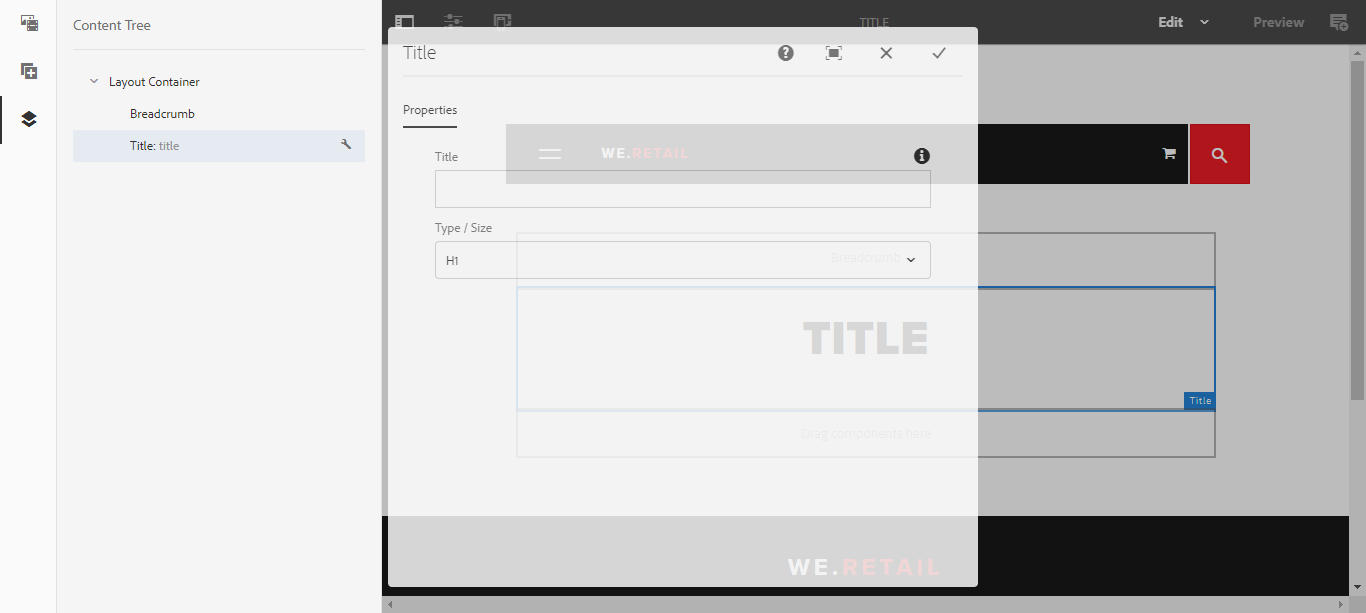 Content Tree
Layout Container
Breadcrumb
Title: title
TITLE
Edit
Preview
Title
Properties
WE.RETAIL
Title
Type / Size
H1
Breadcrumb
TITLE
Title
Drag components here
WE.RETAIL